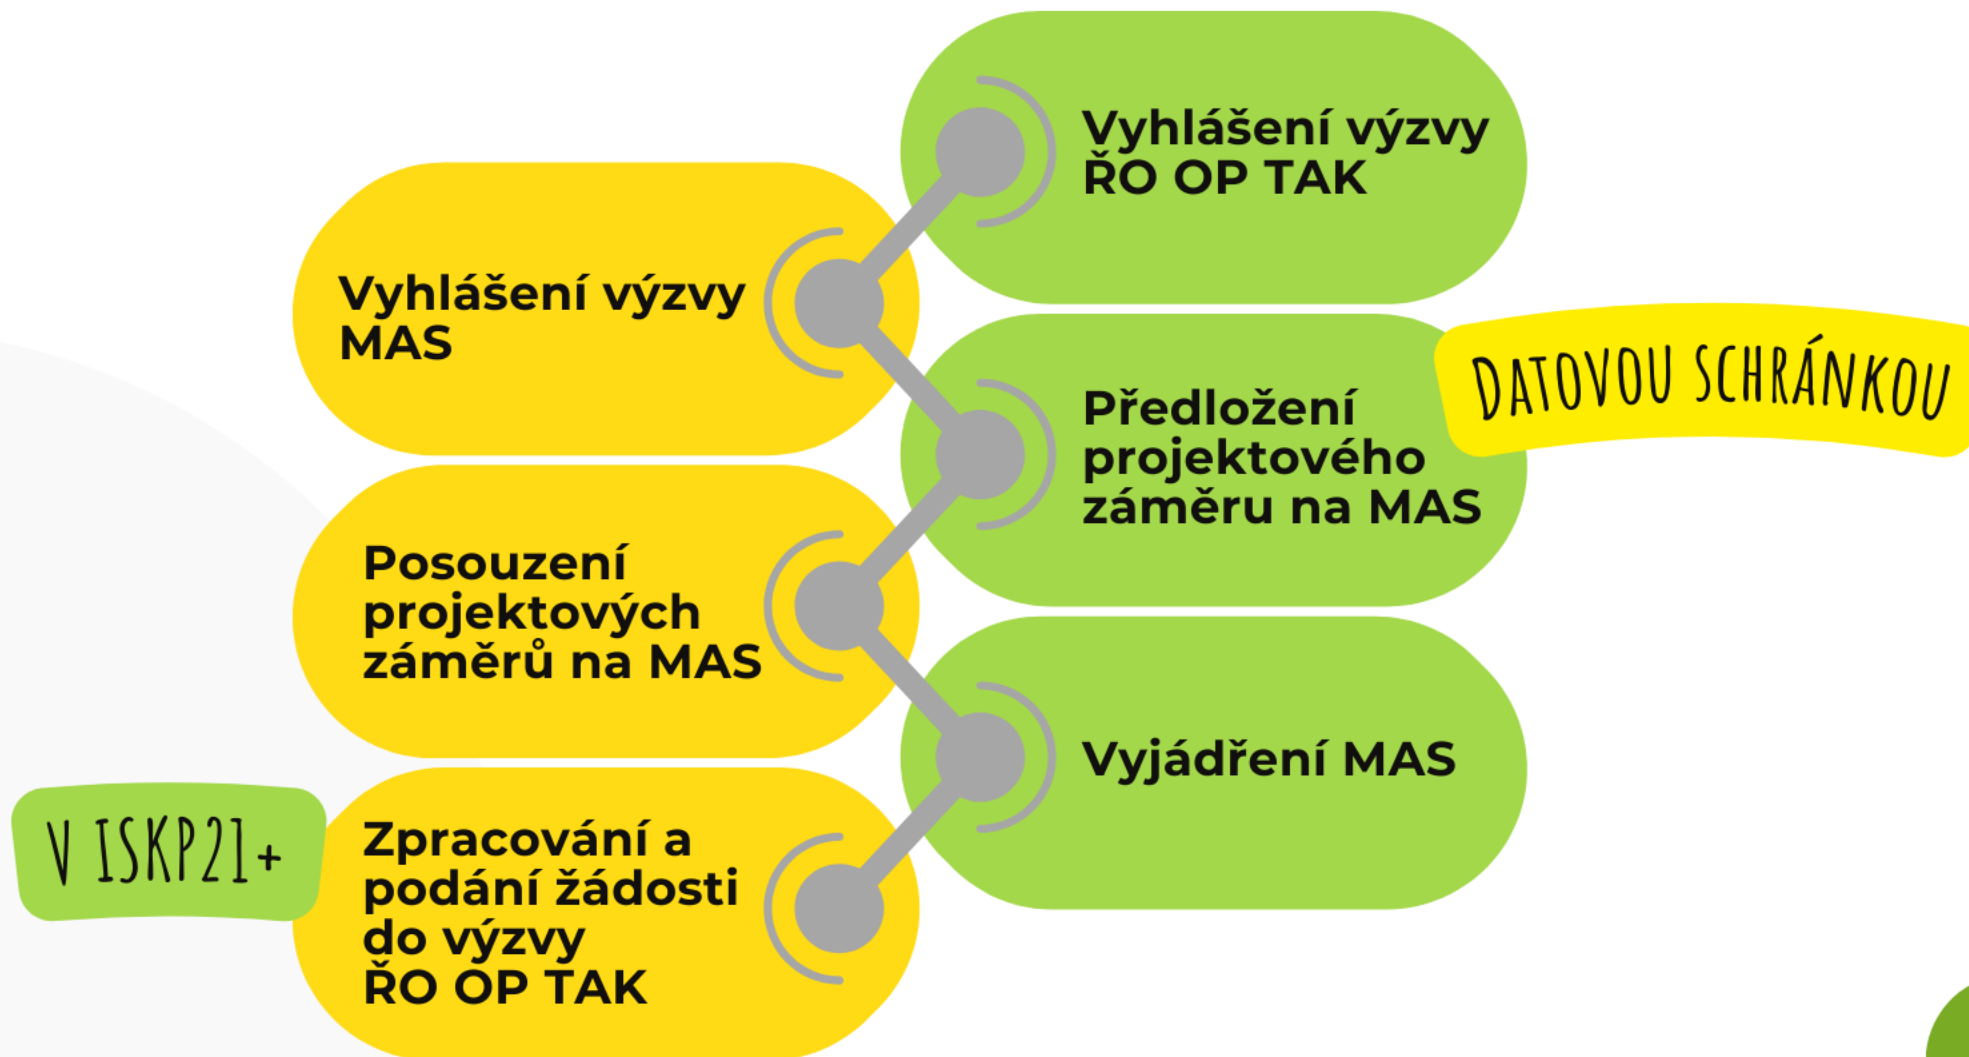 Vyhlášení výzvy
ŘO OP TAK
Vyhlášení výzvy
MAS
Předložení
projektového
záměru na MAS
DATOVOU SCHRÁNKOU
Posouzení
projektových
záměrů na MAS
Vyjádření MAS
V ISKP21+
Zpracování a
podání žádosti
do výzvy
ŘO OP TAK